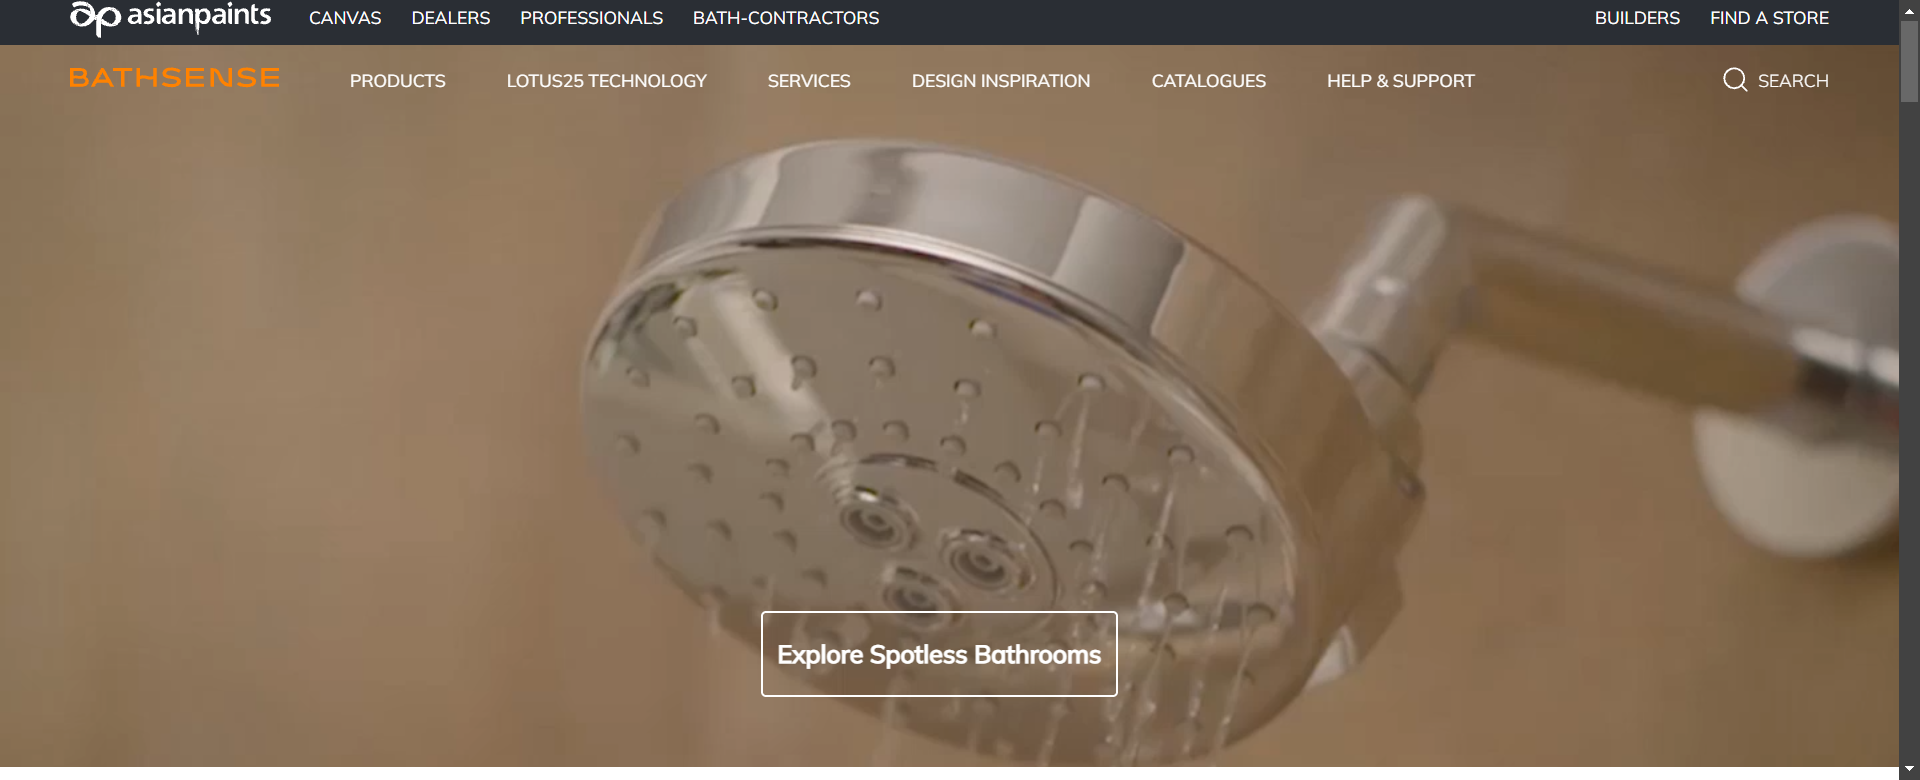 asianpaints CANVAS DEALERS PROFESSIONALS BATH-CONTRACTORS BUILDERS FIND A STORE
BATHSENSE PRODUCTS LOTUS25 TECHNOLOGY SERVICES DESIGN INSPIRATION CATALOGUES HELP & SUPPORT SEARCH
Explore Spotless Bathrooms